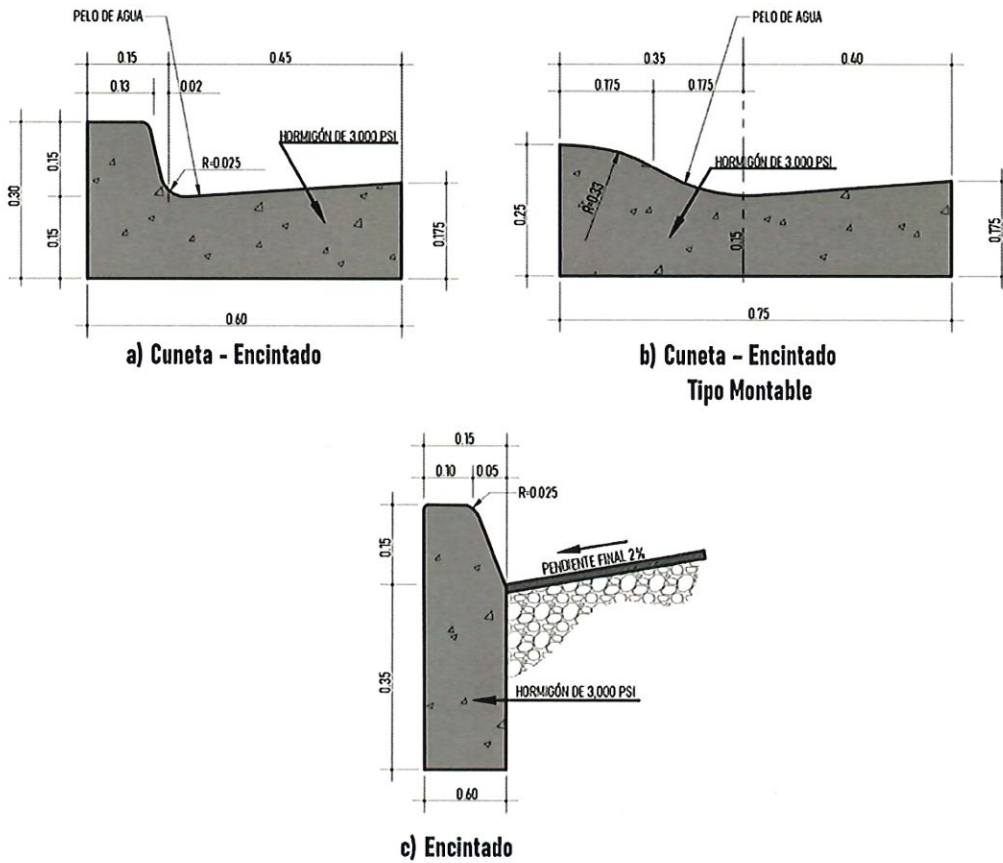 PELO DE AGUA
0.15
0.45
0.13
0.02
HORMIGÓN DE 3,000 PSI
R=0.025
0.30
0.15
0.15
0.175
0.60
a) Cuneta - Encintado
PELO DE AGUA
0.35
0.40
0.175
0.175
HORMIGÓN DE 3,000 PSI
R=0.33
0.25
0.15
0.175
0.75
b) Cuneta - Encintado
Tipo Montable
0.15
0.10
0.05
R=0.025
0.15
PENDIENTE FINAL 2%
0.35
HORMIGÓN DE 3,000 PSI
0.60
c) Encintado